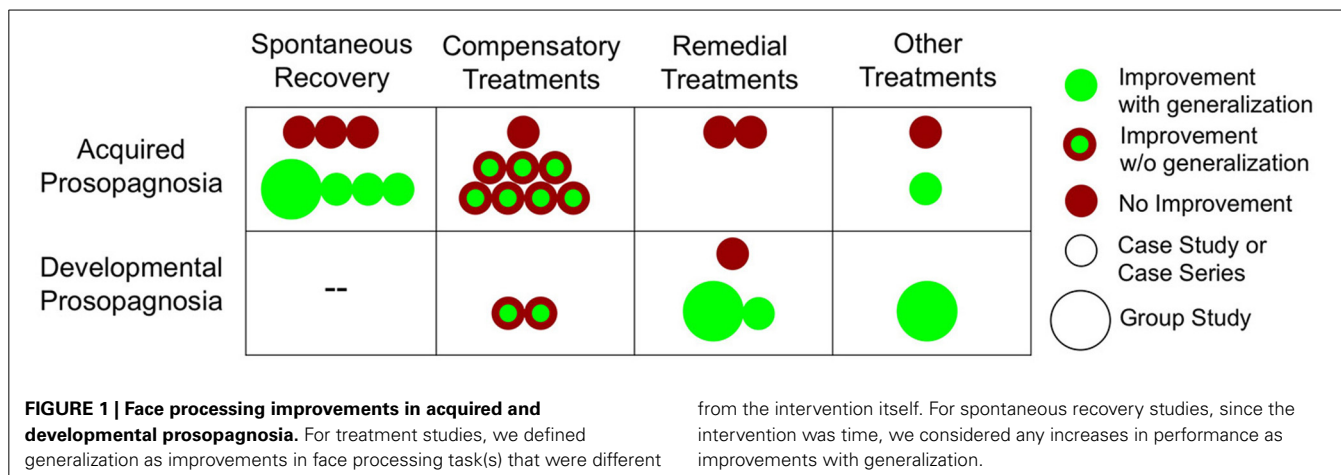 Spontaneous
Recovery
Compensatory
Treatments
Remedial
Treatments
Other
Treatments
Acquired
Prosopagnosia
Developmental
Prosopagnosia
--
Improvement
with generalization
Improvement
w/o generalization
No Improvement
Case Study or
Case Series
Group Study
FIGURE 1 | Face processing improvements in acquired and
developmental prosopagnosia. For treatment studies, we defined
generalization as improvements in face processing task(s) that were different
from the intervention itself. For spontaneous recovery studies, since the
intervention was time, we considered any increases in performance as
improvements with generalization.